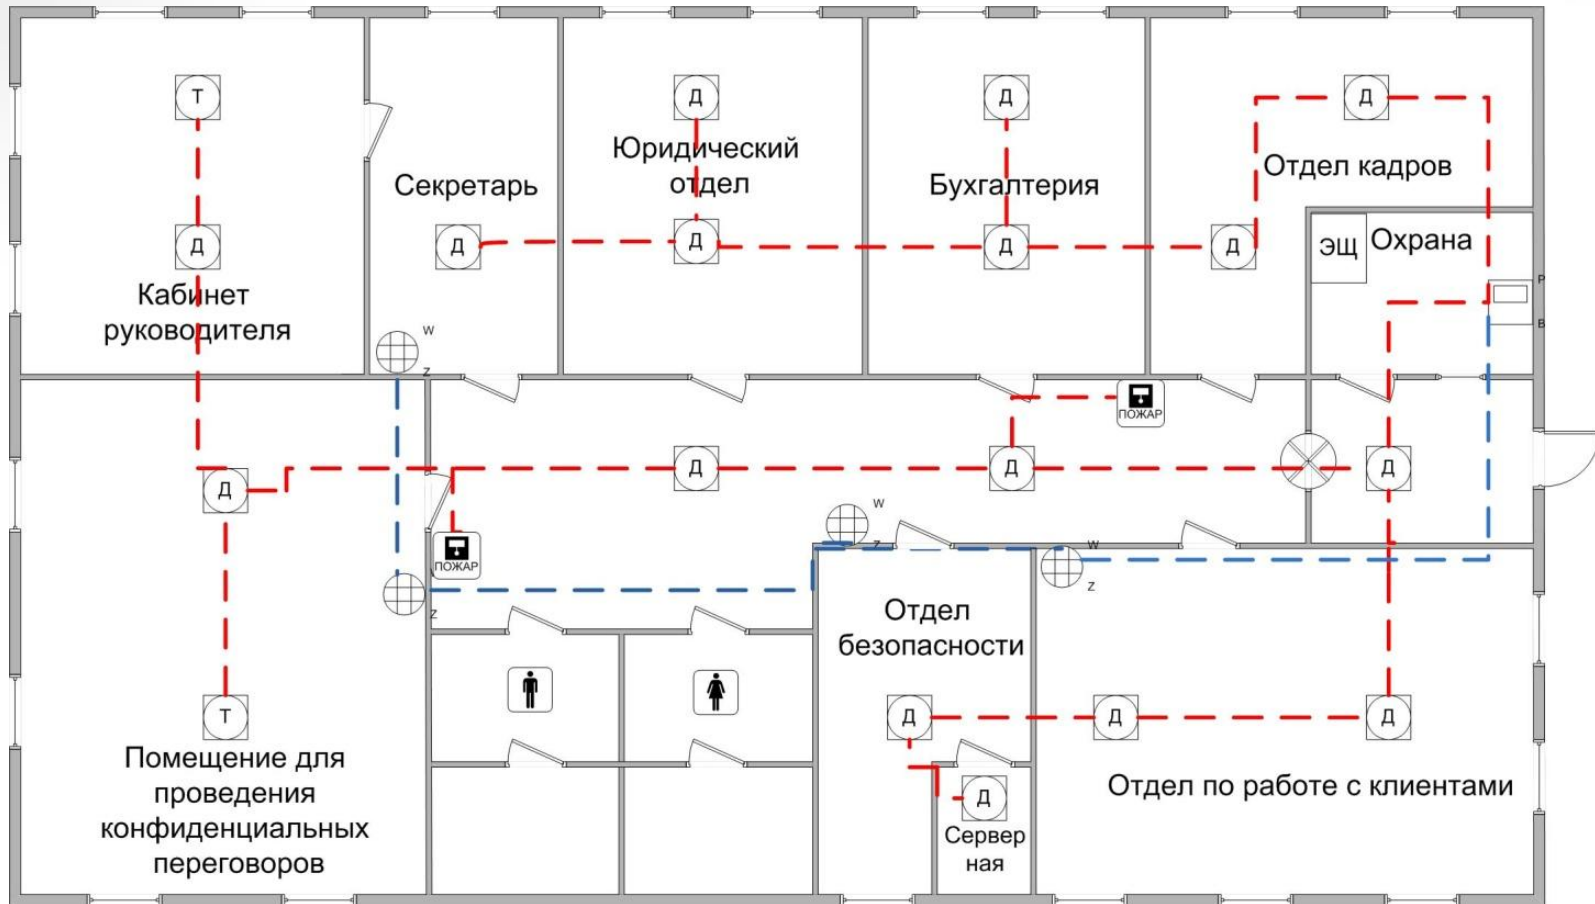 Т
Д
Д
Д
Юридический
отдел
Отдел кадров
Секретарь
Бухгалтерия
Д
Д
Д
Д
Д
ЭЩ
Охрана
Кабинет
руководителя
P
B
W
Z
ПОЖАР
Д
Д
Д
Д
W
Z
ПОЖАР
W
Z
Z
Отдел
безопасности
Т
Д
Д
Д
Помещение для
проведения
конфиденциальных
переговоров
Отдел по работе с клиентами
Д
Сервер
ная